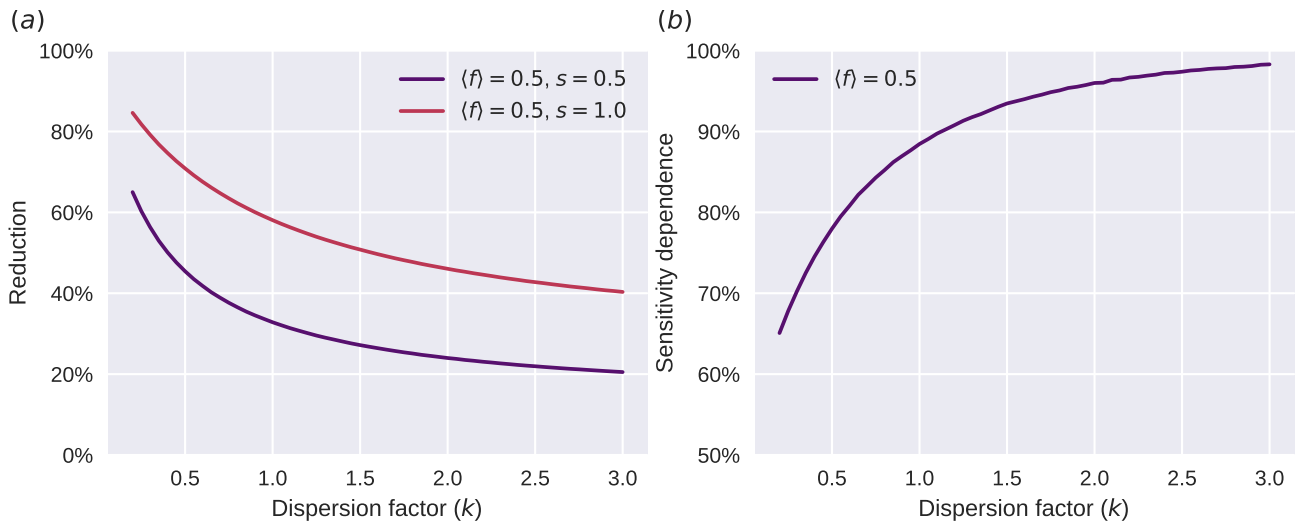 (a)
100%
80%
60%
40%
20%
0%
Reduction
⟨f⟩ = 0.5, s = 0.5
⟨f⟩ = 0.5, s = 1.0
0.5 1.0 1.5 2.0 2.5 3.0
Dispersion factor (k)
(b)
100%
90%
80%
70%
60%
50%
Sensitivity dependence
⟨f⟩ = 0.5
0.5 1.0 1.5 2.0 2.5 3.0
Dispersion factor (k)